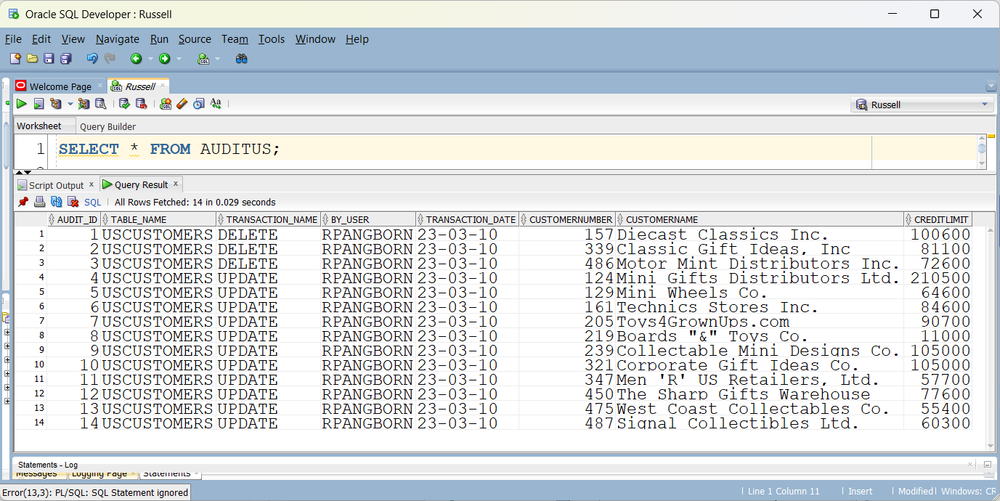 Oracle SQL Developer : Russell
File Edit View Navigate Run Source Team Tools Window Help
Welcome Page Russell
Russell
Worksheet Query Builder
1 SELECT * FROM AUDITUS;
Script Output Query Result
SQL All Rows Fetched: 14 in 0.029 seconds
AUDIT_ID TABLE_NAME TRANSACTION_NAME BY_USER TRANSACTION_DATE CUSTOMERNUMBER CUSTOMERNAME CREDITLIMIT
1 1 USCUSTOMERS DELETE RPANGBORN 23-03-10 157 Diecast Classics Inc. 100600
2 2 USCUSTOMERS DELETE RPANGBORN 23-03-10 339 Classic Gift Ideas, Inc 81100
3 3 USCUSTOMERS DELETE RPANGBORN 23-03-10 486 Motor Mint Distributors Inc. 72600
4 4 USCUSTOMERS UPDATE RPANGBORN 23-03-10 124 Mini Gifts Distributors Ltd. 210500
5 5 USCUSTOMERS UPDATE RPANGBORN 23-03-10 129 Mini Wheels Co. 64600
6 6 USCUSTOMERS UPDATE RPANGBORN 23-03-10 161 Technics Stores Inc. 84600
7 7 USCUSTOMERS UPDATE RPANGBORN 23-03-10 205 Toys4GrownUps.com 90700
8 8 USCUSTOMERS UPDATE RPANGBORN 23-03-10 219 Boards "&" Toys Co. 11000
9 9 USCUSTOMERS UPDATE RPANGBORN 23-03-10 239 Collectable Mini Designs Co. 105000
10 10 USCUSTOMERS UPDATE RPANGBORN 23-03-10 321 Corporate Gift Ideas Co. 105000
11 11 USCUSTOMERS UPDATE RPANGBORN 23-03-10 347 Men 'R' US Retailers, Ltd. 57700
12 12 USCUSTOMERS UPDATE RPANGBORN 23-03-10 450 The Sharp Gifts Warehouse 77600
13 13 USCUSTOMERS UPDATE RPANGBORN 23-03-10 475 West Coast Collectables Co. 55400
14 14 USCUSTOMERS UPDATE RPANGBORN 23-03-10 487 Signal Collectibles Ltd. 60300
Statements - Log
Messages Logging Page Statements
Error(13,3): PL/SQL: SQL Statement ignored Line 1 Column 11 Insert Modified Windows: CR